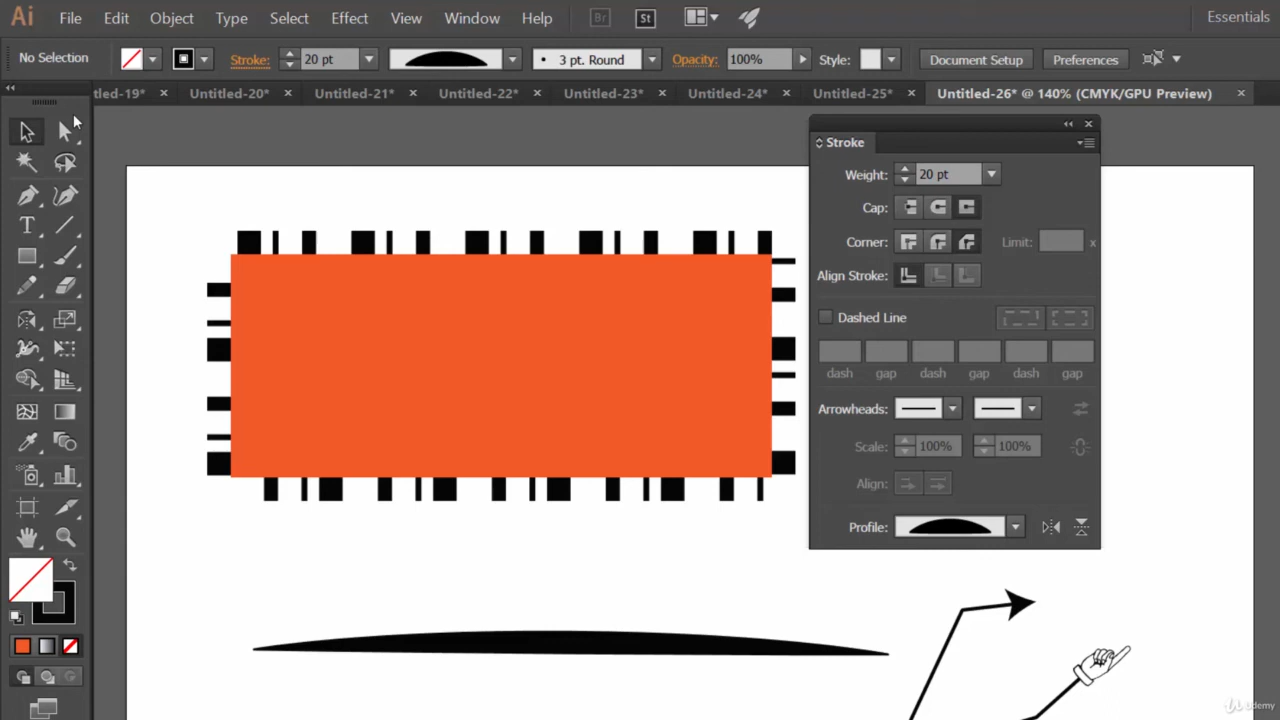 Ai File Edit Object Type Select Effect View Window Help Br St Essentials
No Selection Stroke: 20 pt 3 pt. Round Opacity: 100% Style: Document Setup Preferences
tled-19* × Untitled-20* × Untitled-21* × Untitled-22* × Untitled-23* × Untitled-24* × Untitled-25* × Untitled-26* @ 140% (CMYK/GPU Preview) ×
Stroke
Weight: 20 pt
Cap:
Corner: Limit: x
Align Stroke:
Dashed Line
dash gap dash gap dash gap
Arrowheads:
Scale: 100% 100%
Align:
Profile:
T
udemy